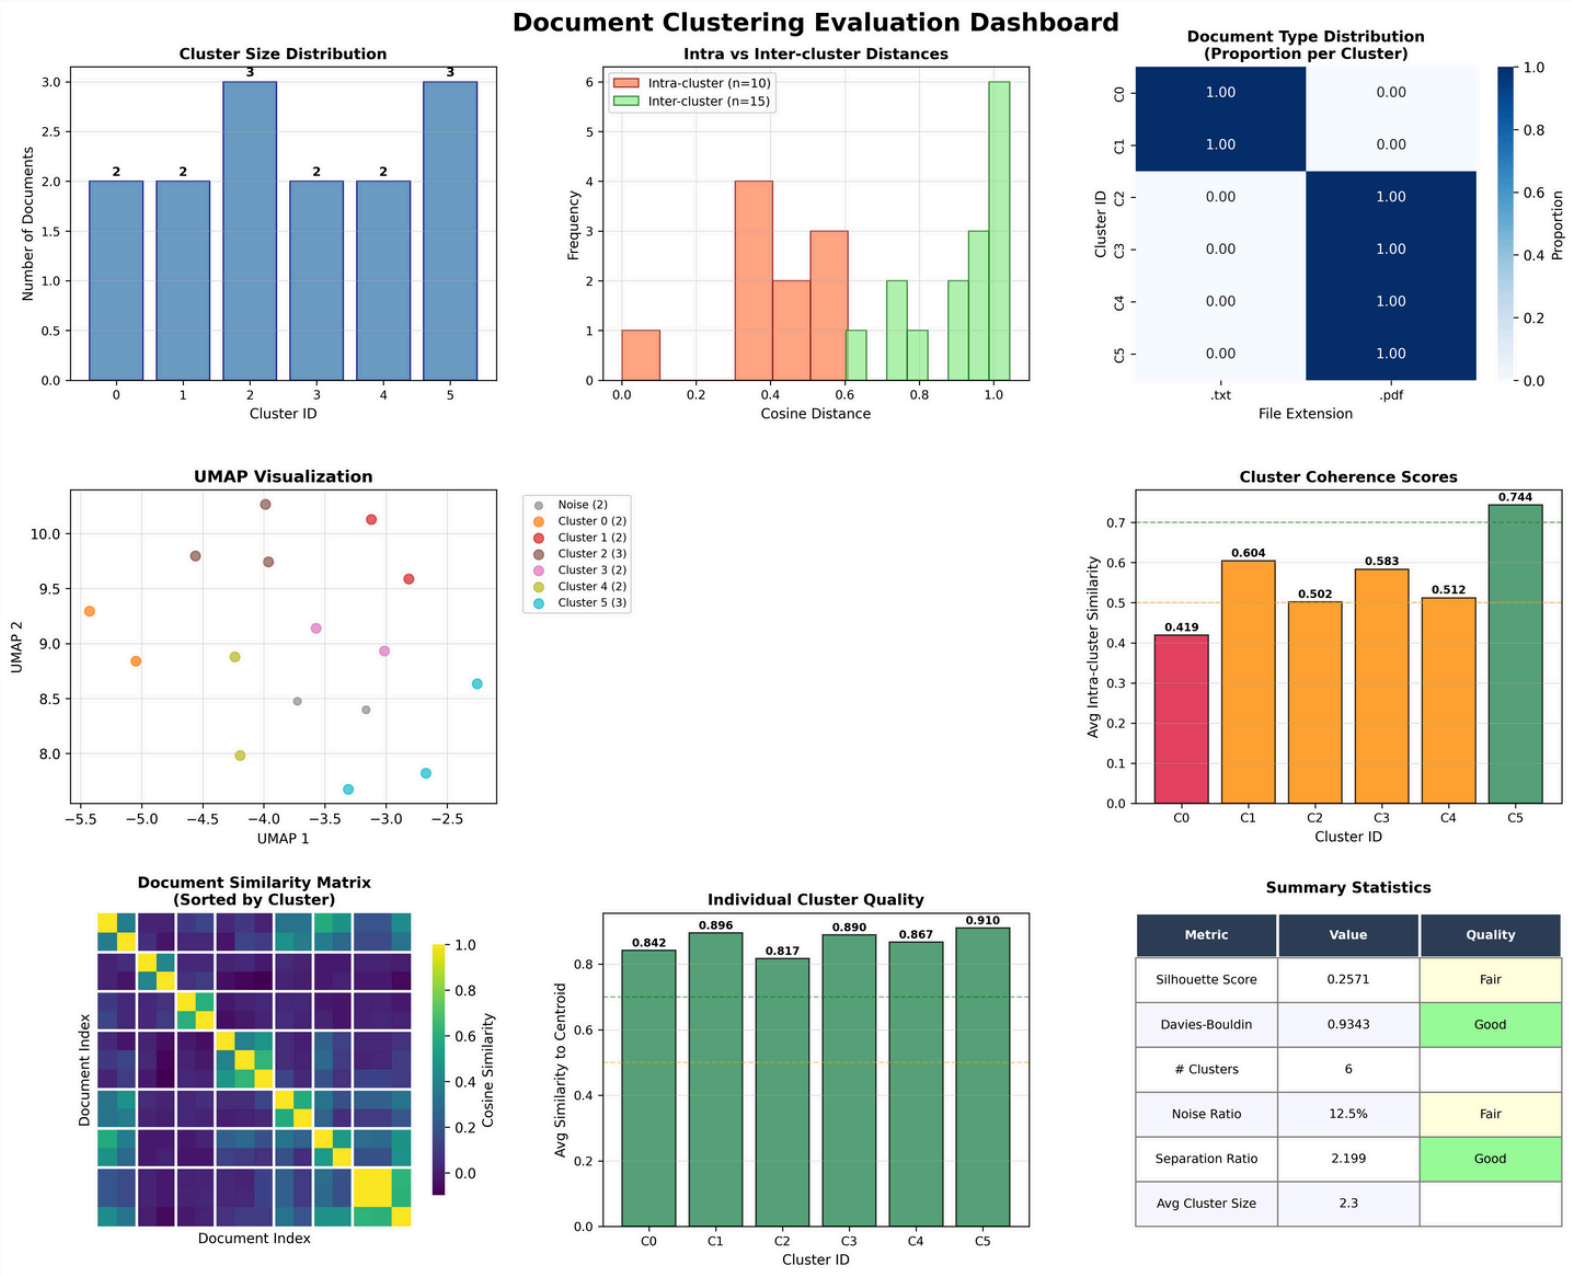 Document Clustering Evaluation Dashboard
Cluster Size Distribution
3.0
2.5
2.0
1.5
1.0
0.5
0.0
2
2
3
2
2
3
0
1
2
3
4
5
Number of Documents
Cluster ID
Intra vs Inter-cluster Distances
Intra-cluster (n=10)
Inter-cluster (n=15)
6
5
4
3
2
1
0
0.0
0.2
0.4
0.6
0.8
1.0
Frequency
Cosine Distance
Document Type Distribution
(Proportion per Cluster)
C0
1.00
0.00
C1
1.00
0.00
C2
0.00
1.00
C3
0.00
1.00
C4
0.00
1.00
C5
0.00
1.00
.txt
.pdf
Cluster ID
File Extension
1.0
0.8
0.6
0.4
0.2
0.0
Proportion
UMAP Visualization
10.0
9.5
9.0
8.5
8.0
−5.5
−5.0
−4.5
−4.0
−3.5
−3.0
−2.5
UMAP 2
UMAP 1
Noise (2)
Cluster 0 (2)
Cluster 1 (2)
Cluster 2 (3)
Cluster 3 (2)
Cluster 4 (2)
Cluster 5 (3)
Cluster Coherence Scores
0.7
0.6
0.5
0.4
0.3
0.2
0.1
0.0
0.419
0.604
0.502
0.583
0.512
0.744
C0
C1
C2
C3
C4
C5
Avg Intra-cluster Similarity
Cluster ID
Document Similarity Matrix
(Sorted by Cluster)
Document Index
Document Index
1.0
0.8
0.6
0.4
0.2
0.0
Cosine Similarity
Individual Cluster Quality
0.8
0.6
0.4
0.2
0.0
0.842
0.896
0.817
0.890
0.867
0.910
C0
C1
C2
C3
C4
C5
Avg Similarity to Centroid
Cluster ID
Summary Statistics
Metric Value Quality
Silhouette Score 0.2571 Fair
Davies-Bouldin 0.9343 Good
# Clusters 6
Noise Ratio 12.5% Fair
Separation Ratio 2.199 Good
Avg Cluster Size 2.3